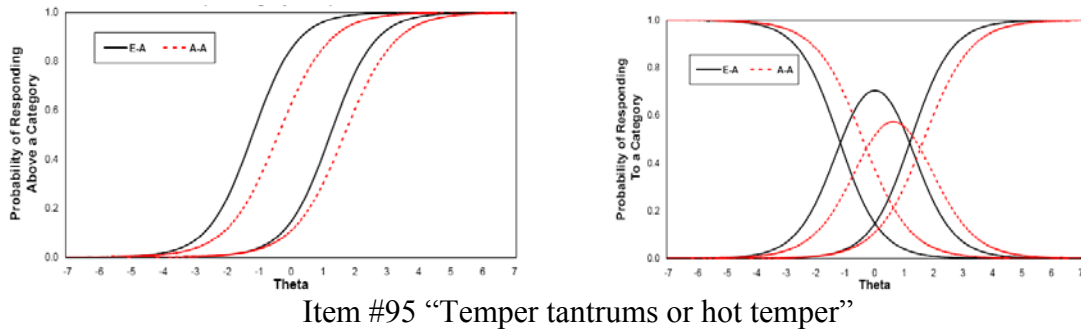 Probability of Responding
Above a Category
1.0
0.8
0.6
0.4
0.2
0.0
E-A
A-A
-7 -6 -5 -4 -3 -2 -1 0 1 2 3 4 5 6 7
Theta
Probability of Responding
To a Category
1.0
0.8
0.6
0.4
0.2
0.0
E-A
A-A
-7 -6 -5 -4 -3 -2 -1 0 1 2 3 4 5 6 7
Theta
Item #95 “Temper tantrums or hot temper”